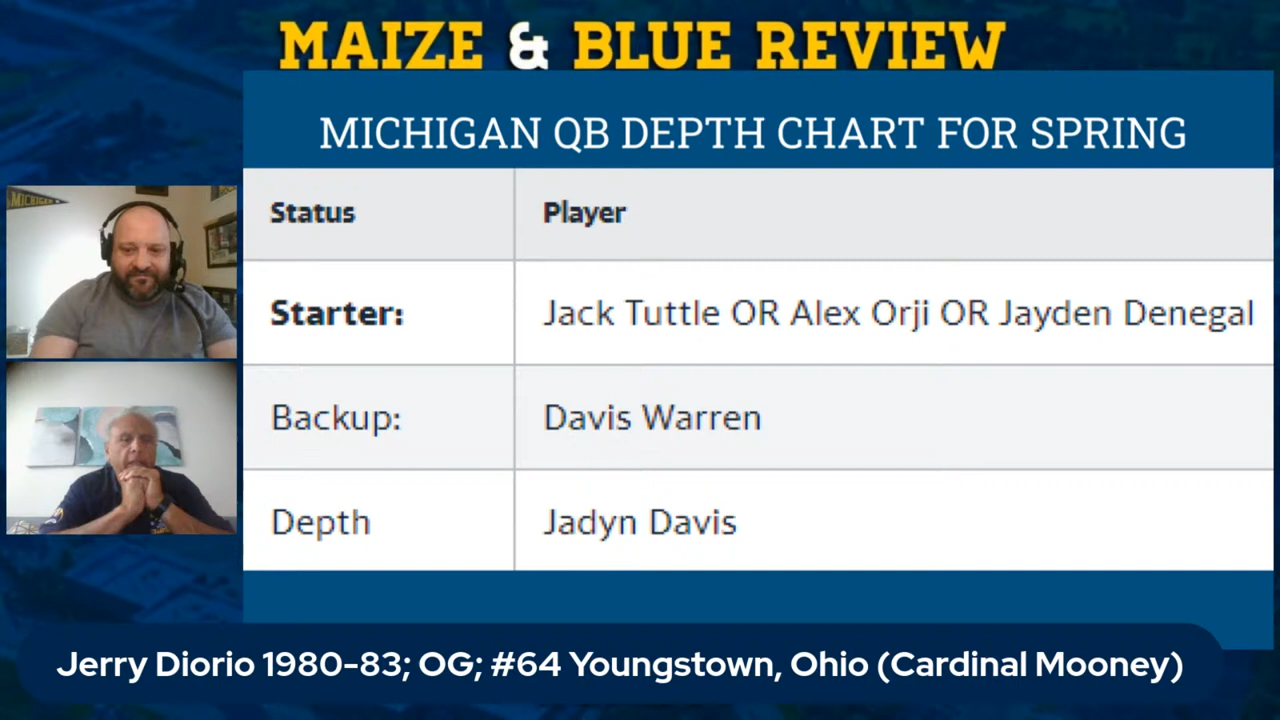 MAIZE & BLUE REVIEW
MICHIGAN QB DEPTH CHART FOR SPRING
Status Player
Starter: Jack Tuttle OR Alex Orji OR Jayden Denegal
Backup: Davis Warren
Depth Jadyn Davis
MICHIGAN
Jerry Diorio 1980-83; OG; #64 Youngstown, Ohio (Cardinal Mooney)